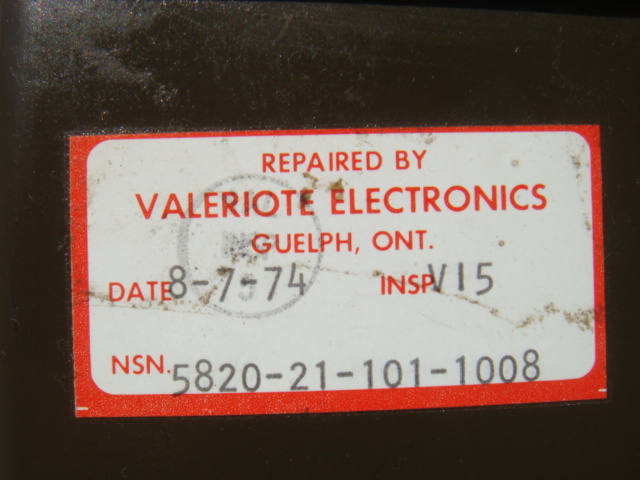 REPAIRED BY
VALERIOTE ELECTRONICS
GUELPH, ONT.
DATE 8-7-74 INSP. V15
NSN. 5820-21-101-1008